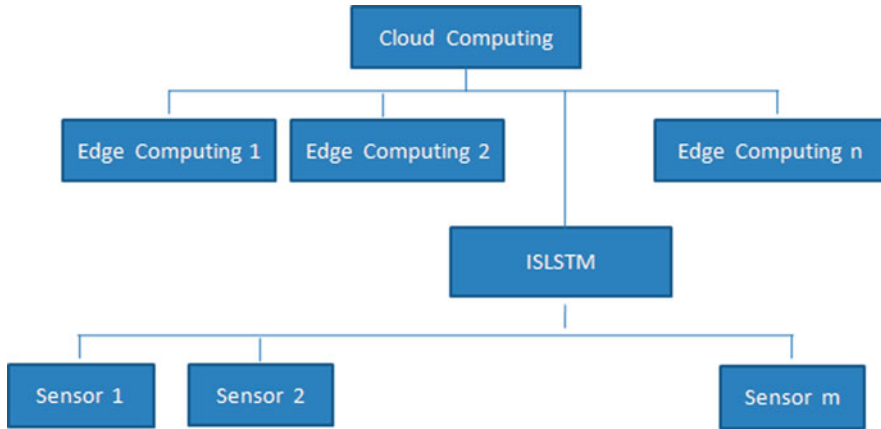 Cloud Computing
Edge Computing 1
Edge Computing 2
Edge Computing n
ISLSTM
Sensor 1
Sensor 2
Sensor m